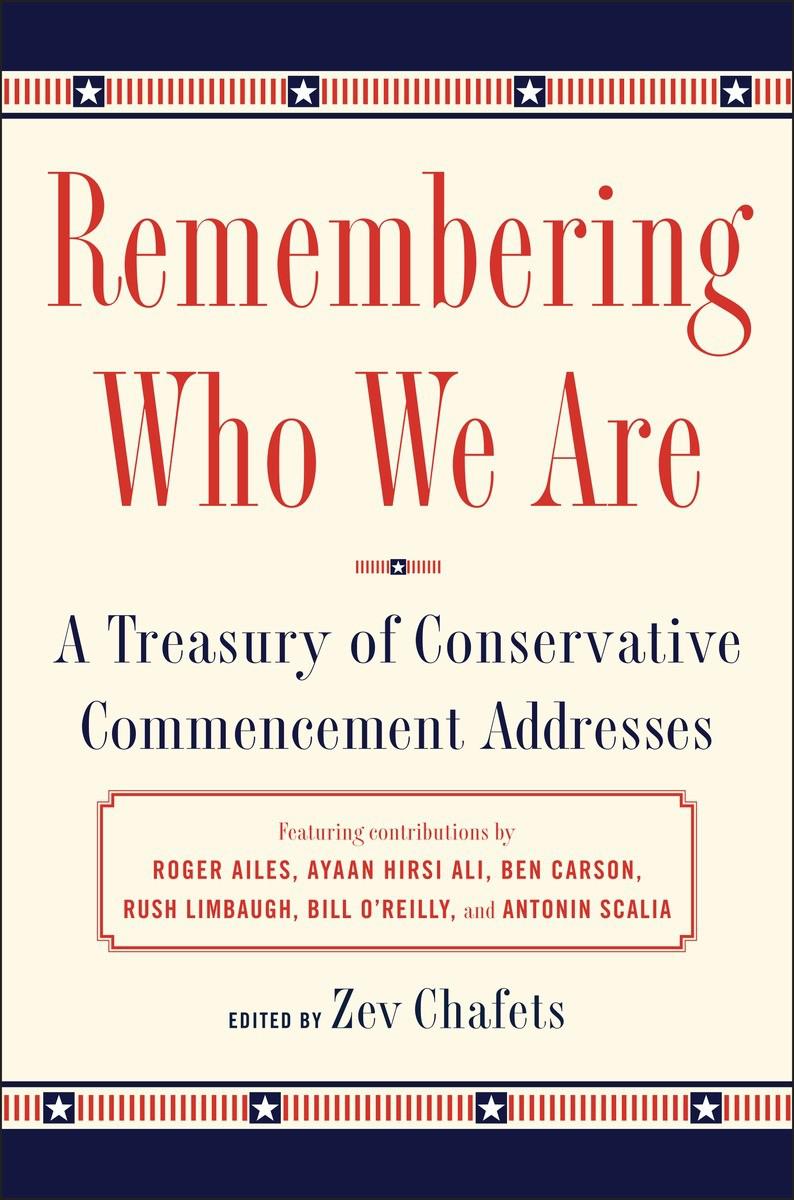 Remembering
Who We Are
A Treasury of Conservative
Commencement Addresses
Featuring contributions by
ROGER AILES, AYAAN HIRSI ALI, BEN CARSON,
RUSH LIMBAUGH, BILL O’REILLY, and ANTONIN SCALIA
EDITED BY Zev Chafets